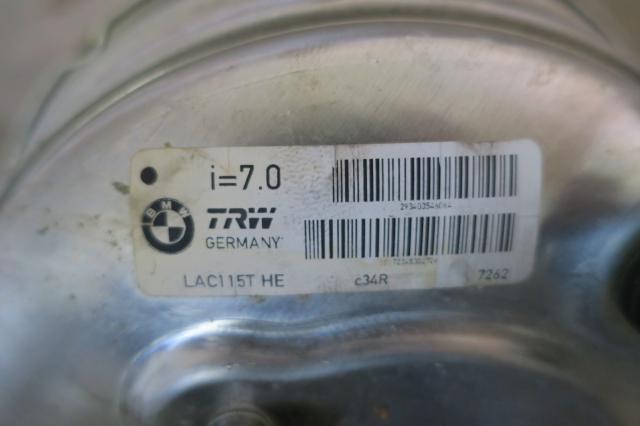 i=7.0
BMW
TRW
GERMANY
LAC115T HE
c34R
7262